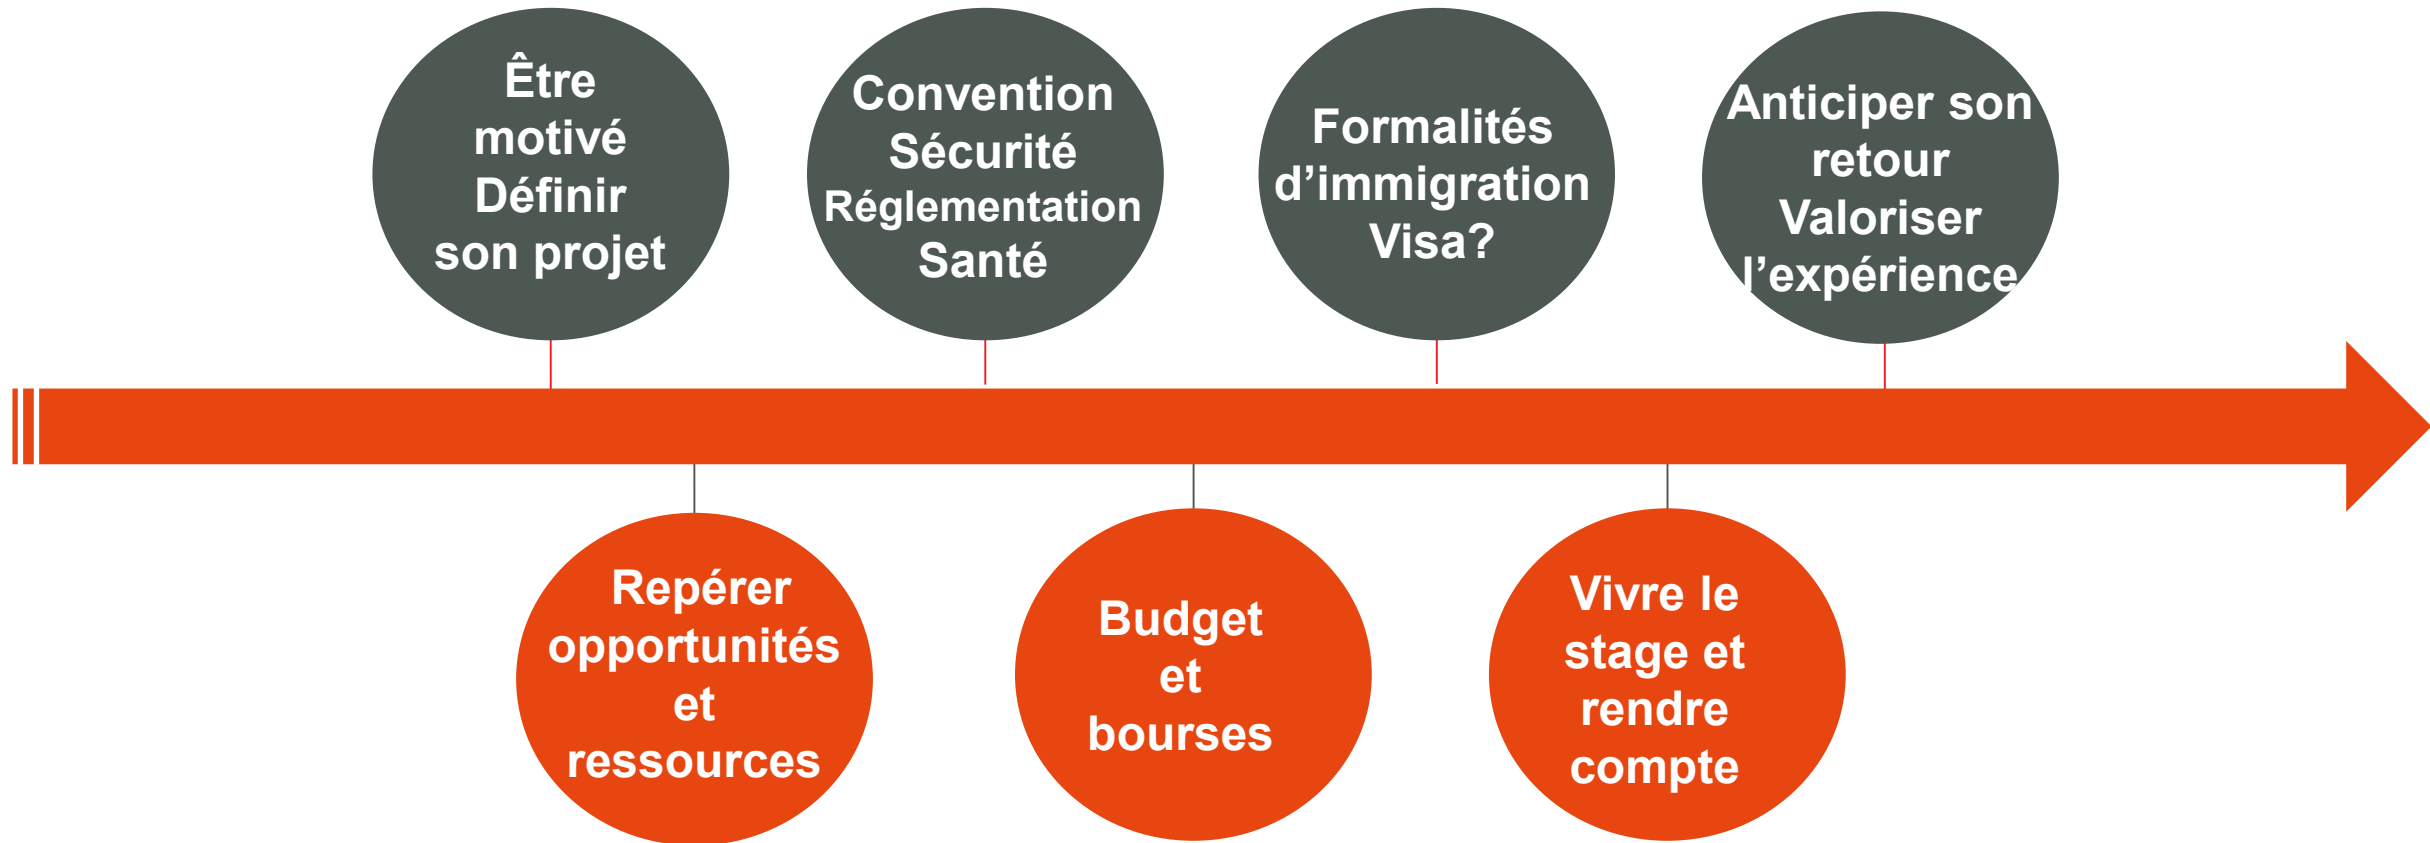 Être
motivé
Définir
son projet
Convention
Sécurité
Réglementation
Santé
Formalités
d’immigration
Visa?
Anticiper son
retour
Valoriser
l’expérience
Repérer
opportunités
et
ressources
Budget
et
bourses
Vivre le
stage et
rendre
compte